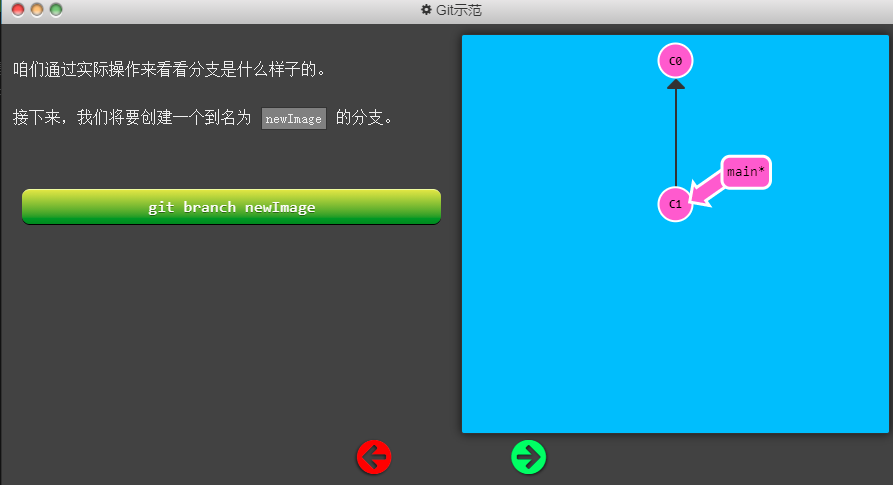 Git示范
咱们通过实际操作来看看分支是什么样子的。
接下来，我们将要创建一个到名为 newImage 的分支。
git branch newImage
C0
main*
C1